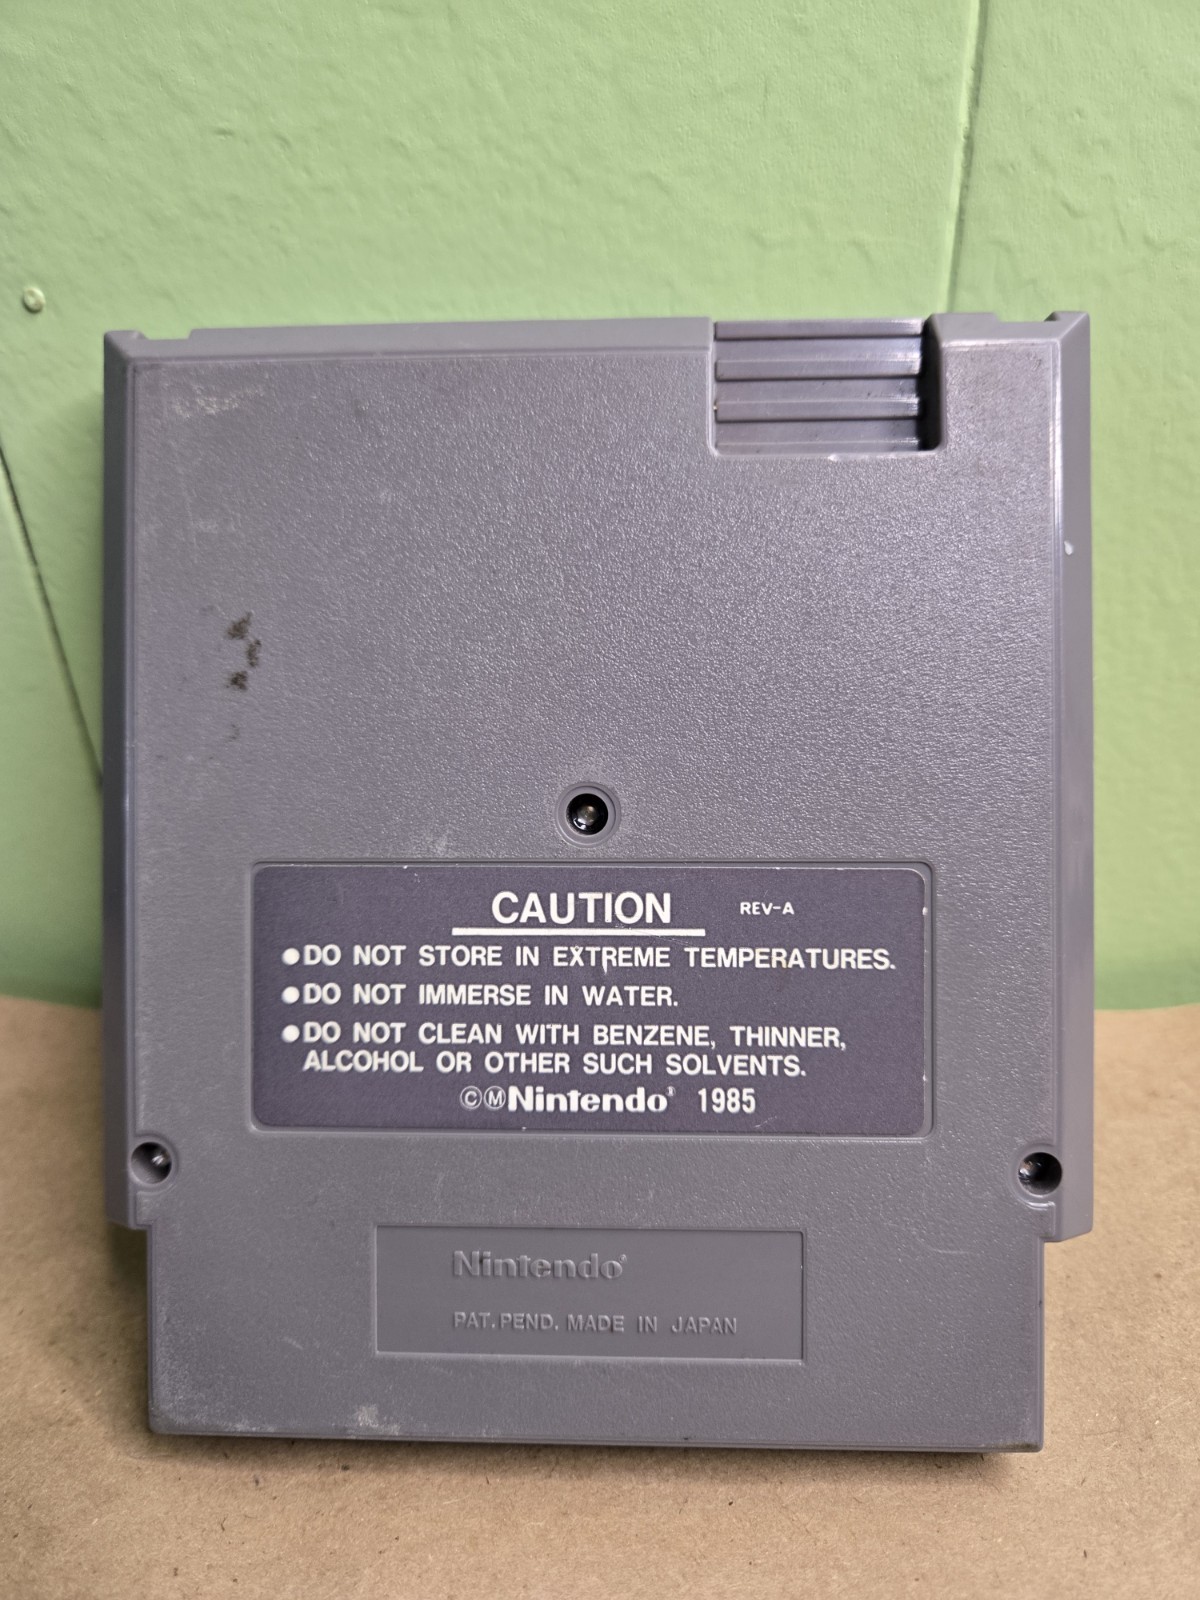 CAUTION REV-A
●DO NOT STORE IN EXTREME TEMPERATURES.
●DO NOT IMMERSE IN WATER.
●DO NOT CLEAN WITH BENZENE, THINNER,
ALCOHOL OR OTHER SUCH SOLVENTS.
©Ⓜ Nintendo® 1985
Nintendo®
PAT. PEND. MADE IN JAPAN